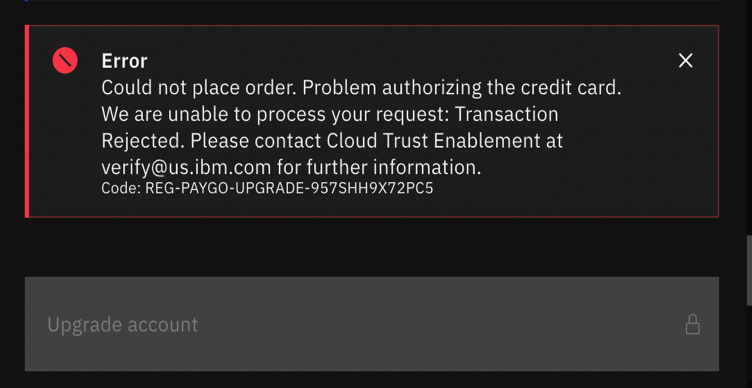 Error
Could not place order. Problem authorizing the credit card.
We are unable to process your request: Transaction
Rejected. Please contact Cloud Trust Enablement at
verify@us.ibm.com for further information.
Code: REG-PAYGO-UPGRADE-957SHH9X72PC5
Upgrade account